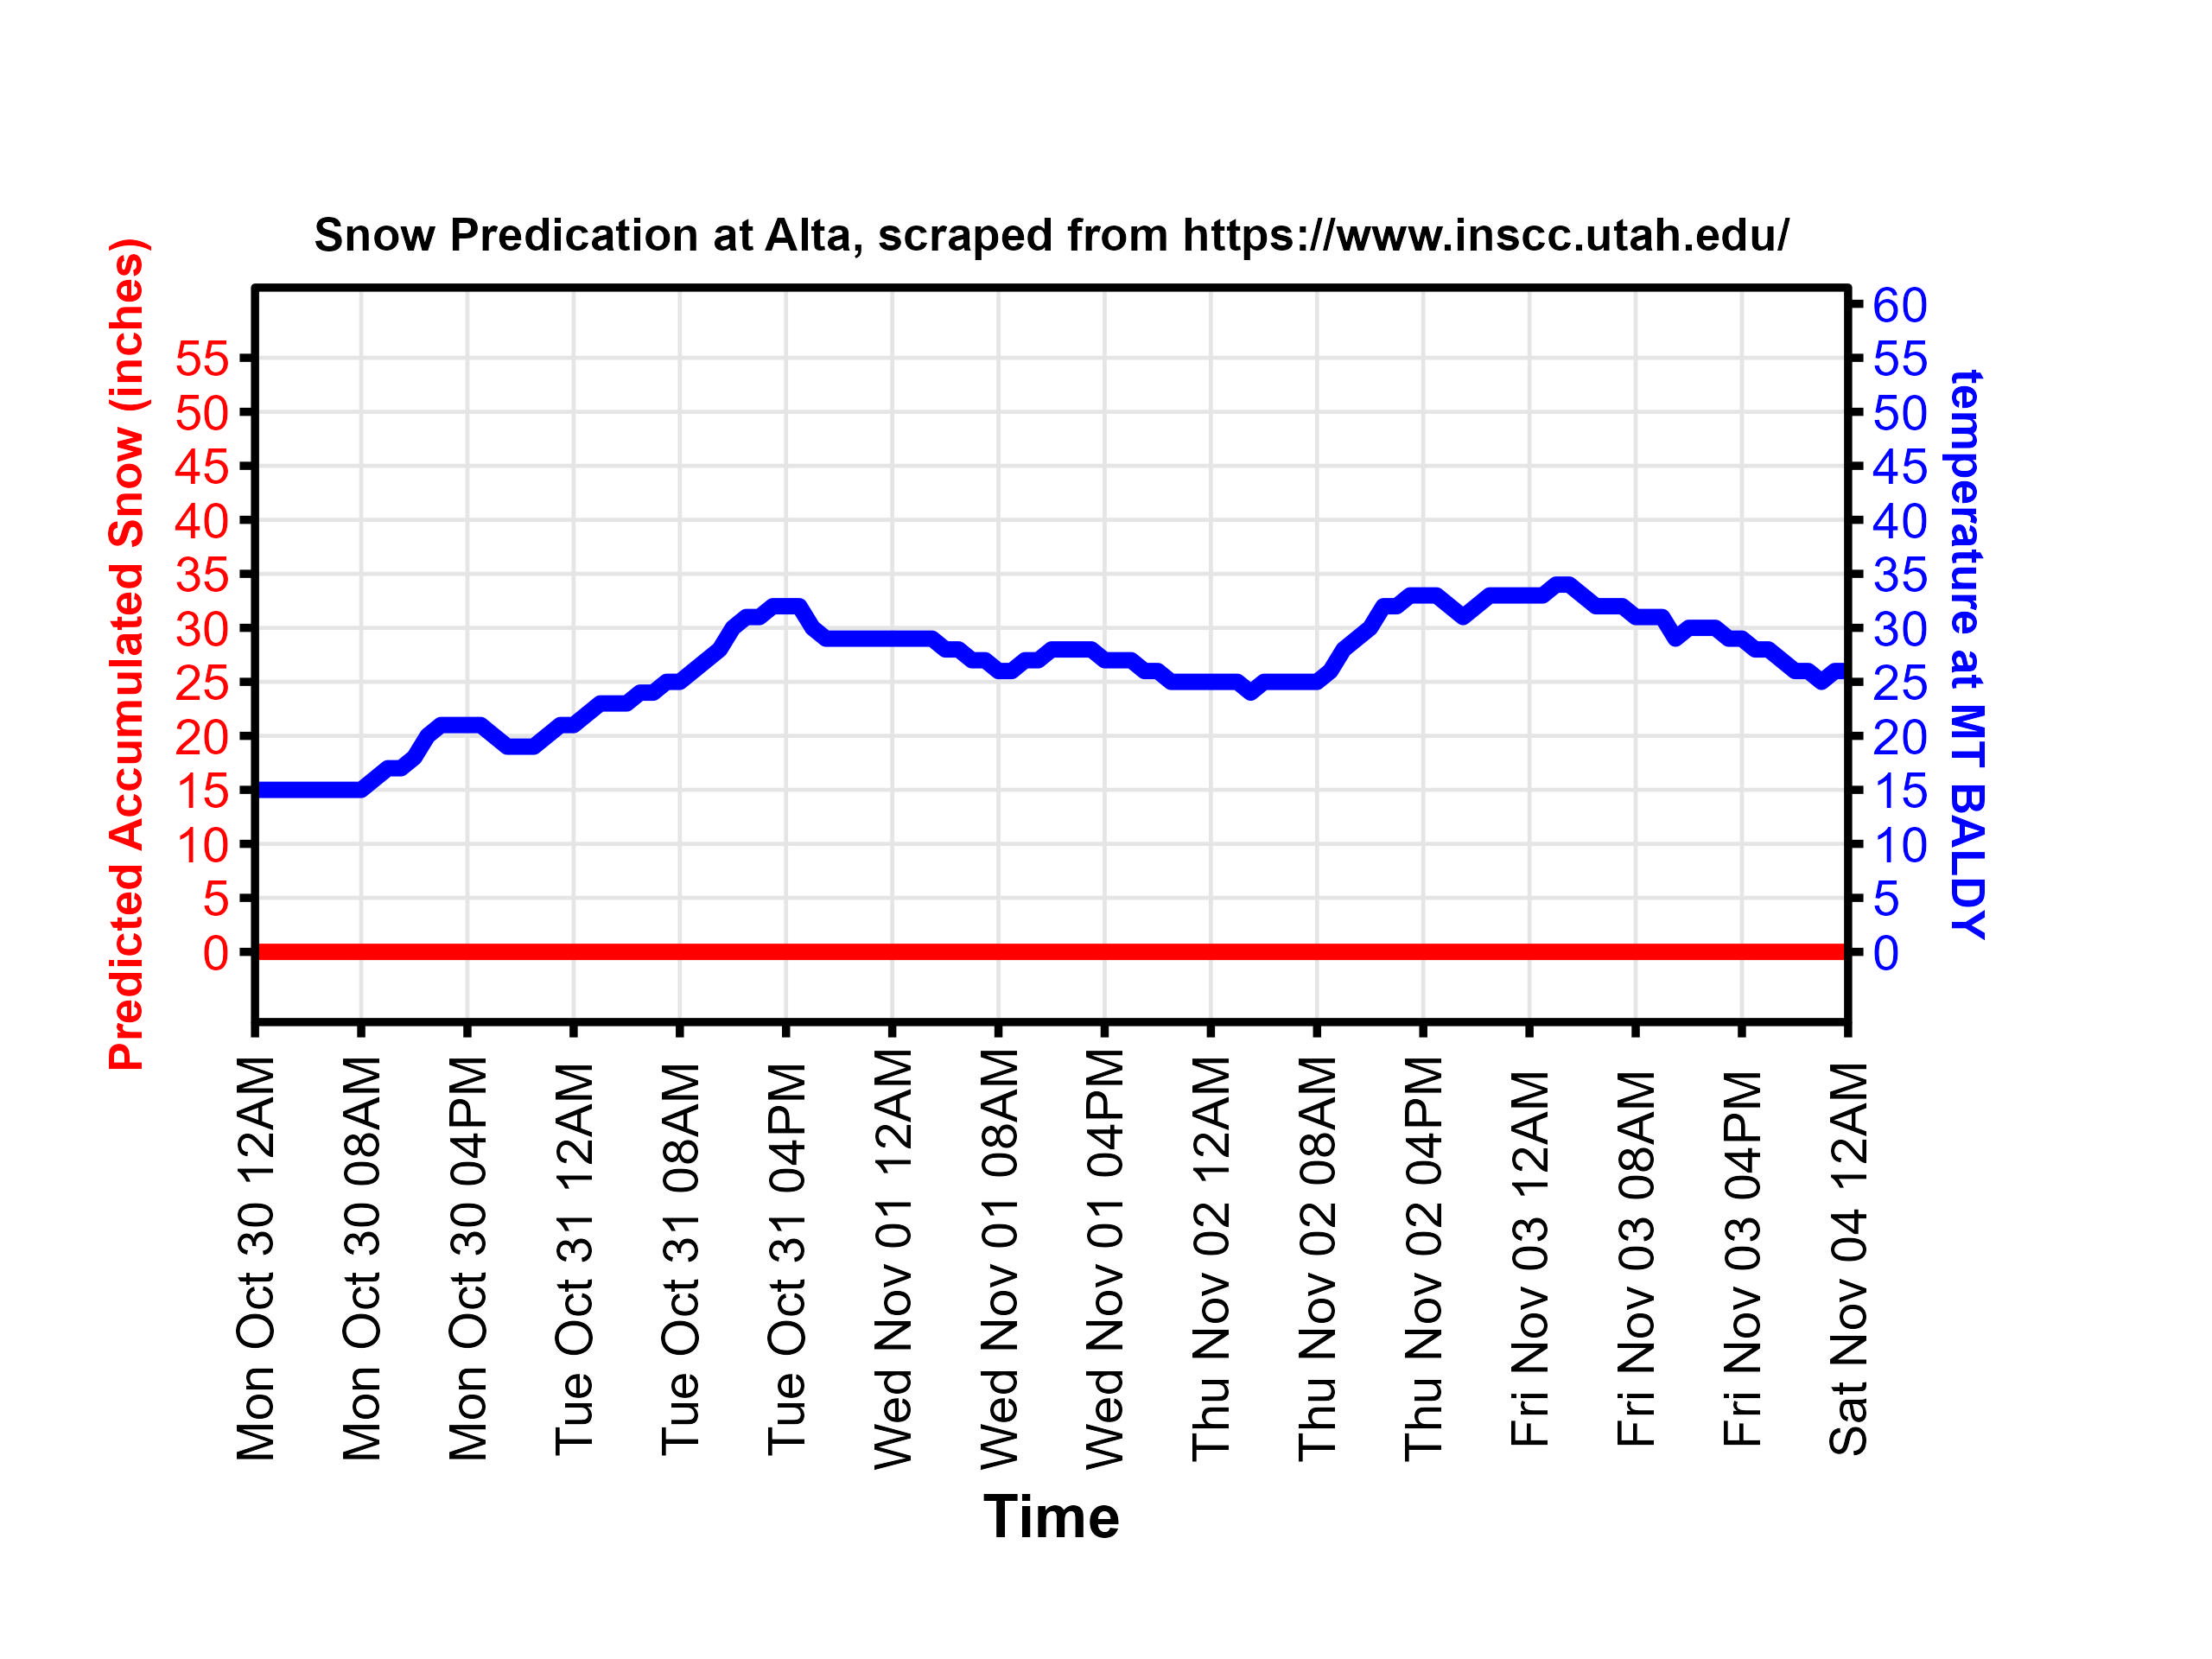 Snow Predication at Alta, scraped from https://www.inscc.utah.edu/
Predicted Accumulated Snow (inches)
55
50
45
40
35
30
25
20
15
10
5
0
60
55
50
45
40
35
30
25
20
15
10
5
0
temperature at MT BALDY
Mon Oct 30 12AM
Mon Oct 30 08AM
Mon Oct 30 04PM
Tue Oct 31 12AM
Tue Oct 31 08AM
Tue Oct 31 04PM
Wed Nov 01 12AM
Wed Nov 01 08AM
Wed Nov 01 04PM
Thu Nov 02 12AM
Thu Nov 02 08AM
Thu Nov 02 04PM
Fri Nov 03 12AM
Fri Nov 03 08AM
Fri Nov 03 04PM
Sat Nov 04 12AM
Time